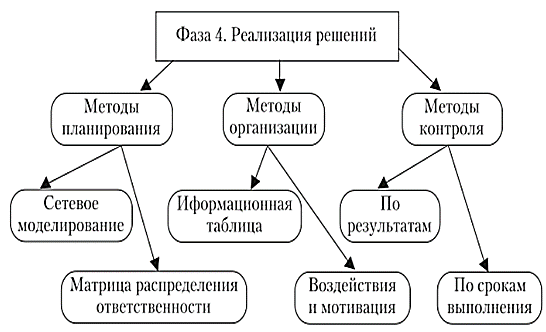 Фаза 4. Реализация решений
Методы
планирования
Методы
организации
Методы
контроля
Сетевое
моделирование
Иформационная
таблица
По
результатам
Матрица распределения
ответственности
Воздействия
и мотивация
По срокам
выполнения